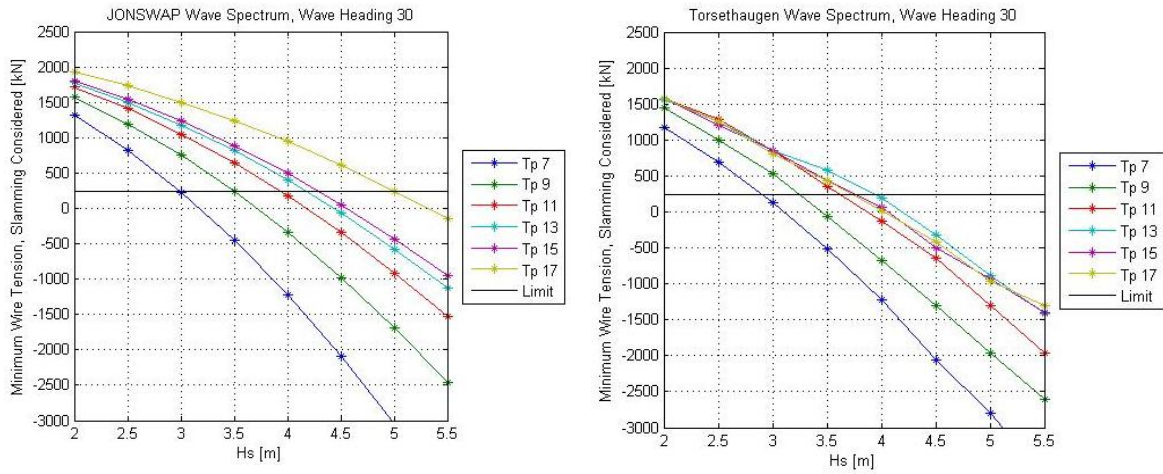 JONSWAP Wave Spectrum, Wave Heading 30
Minimum Wire Tension, Slamming Considered [kN]
2500
2000
1500
1000
500
0
-500
-1000
-1500
-2000
-2500
-3000
2 2.5 3 3.5 4 4.5 5 5.5
Hs [m]
Tp 7
Tp 9
Tp 11
Tp 13
Tp 15
Tp 17
Limit
Torsethaugen Wave Spectrum, Wave Heading 30
Minimum Wire Tension, Slamming Considered [kN]
2500
2000
1500
1000
500
0
-500
-1000
-1500
-2000
-2500
-3000
2 2.5 3 3.5 4 4.5 5 5.5
Hs [m]
Tp 7
Tp 9
Tp 11
Tp 13
Tp 15
Tp 17
Limit